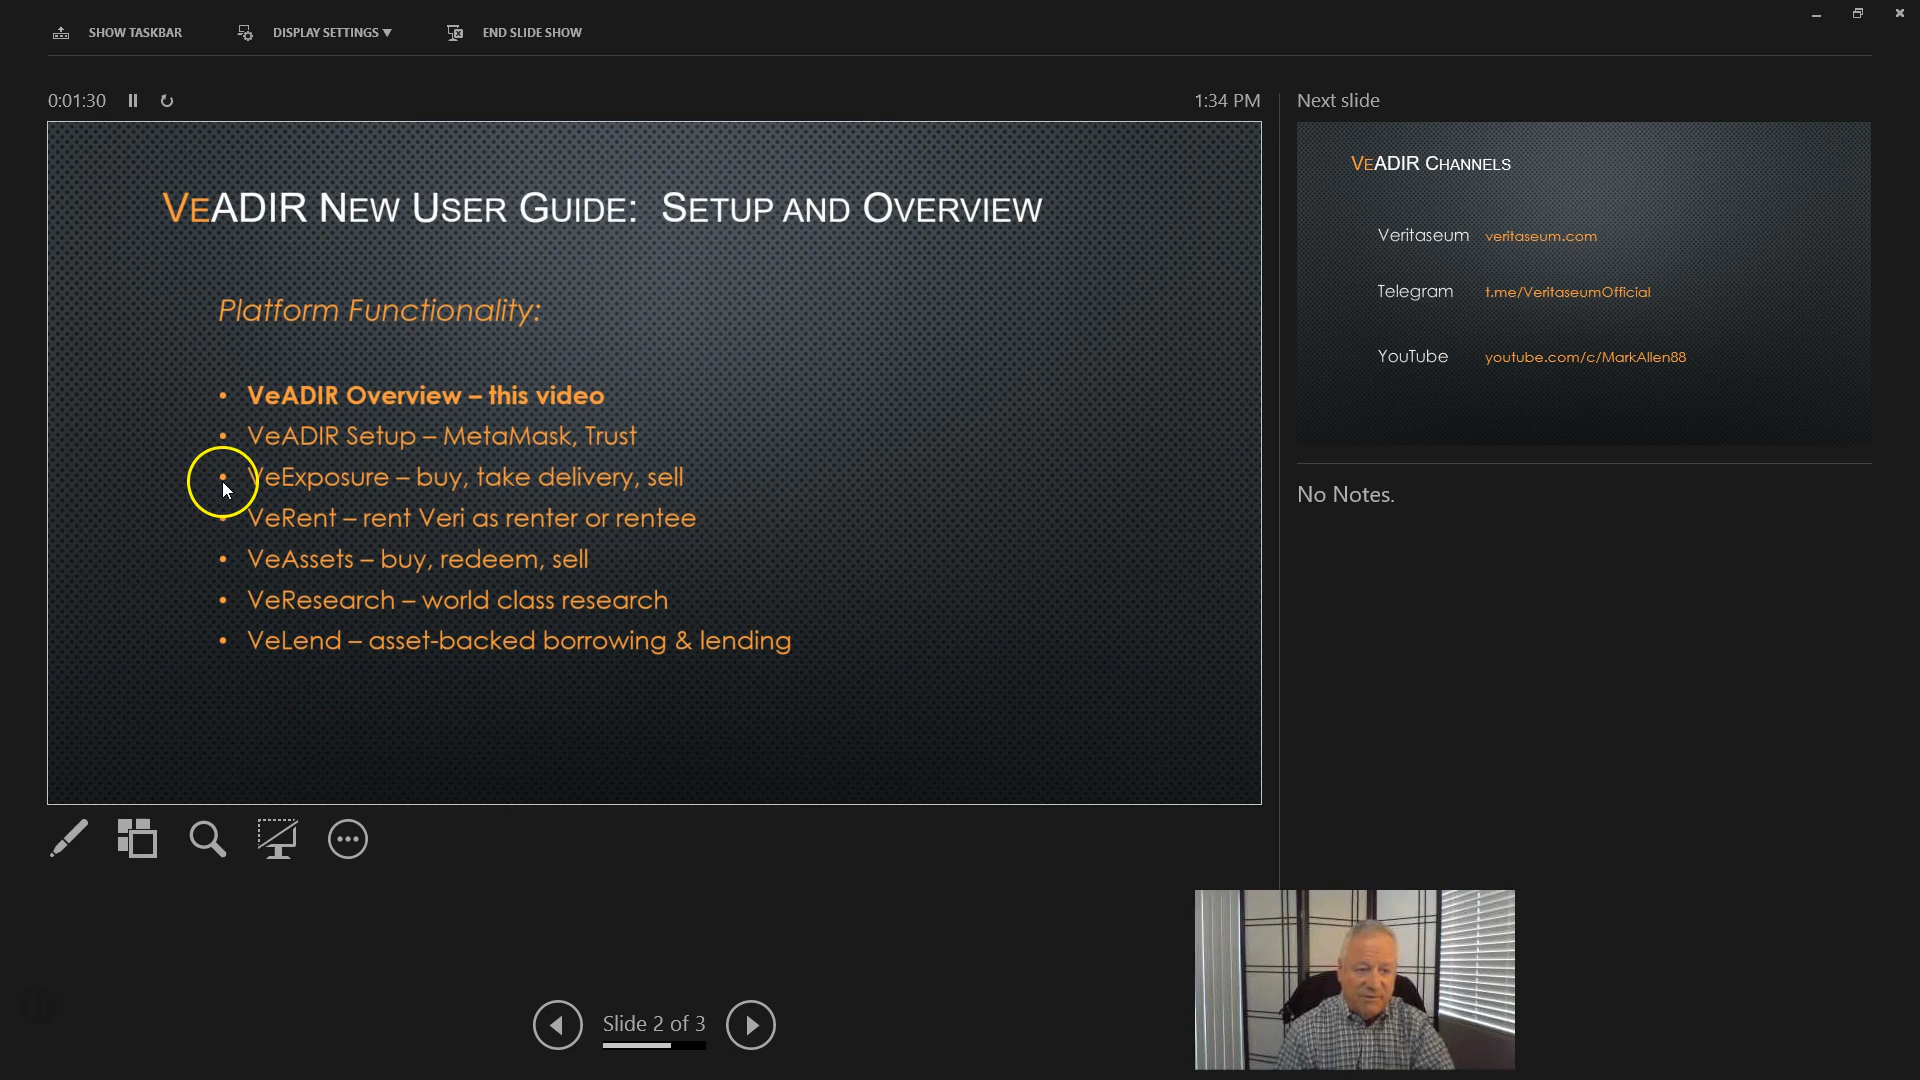 SHOW TASKBAR
DISPLAY SETTINGS ▼
END SLIDE SHOW
0:01:30
1:34 PM
VeADIR New User Guide: Setup and Overview
Platform Functionality:
• VeADIR Overview – this video
• VeADIR Setup – MetaMask, Trust
• VeExposure – buy, take delivery, sell
• VeRent – rent Veri as renter or rentee
• VeAssets – buy, redeem, sell
• VeResearch – world class research
• VeLend – asset-backed borrowing & lending
Next slide
VeADIR Channels
Veritaseum veritaseum.com
Telegram t.me/VeritaseumOfficial
YouTube youtube.com/c/MarkAllen88
No Notes.
Slide 2 of 3